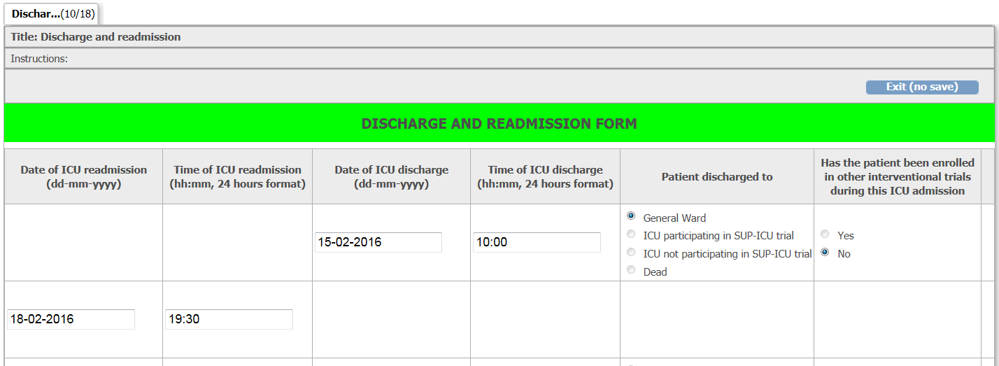 Dischar...(10/18)
Title: Discharge and readmission
Instructions:
Exit (no save)
DISCHARGE AND READMISSION FORM
Date of ICU readmission
(dd-mm-yyyy)
Time of ICU readmission
(hh:mm, 24 hours format)
Date of ICU discharge
(dd-mm-yyyy)
Time of ICU discharge
(hh:mm, 24 hours format)
Patient discharged to
Has the patient been enrolled
in other interventional trials
during this ICU admission
15-02-2016
10:00
General Ward
ICU participating in SUP-ICU trial
ICU not participating in SUP-ICU trial
Dead
Yes
No
18-02-2016
19:30